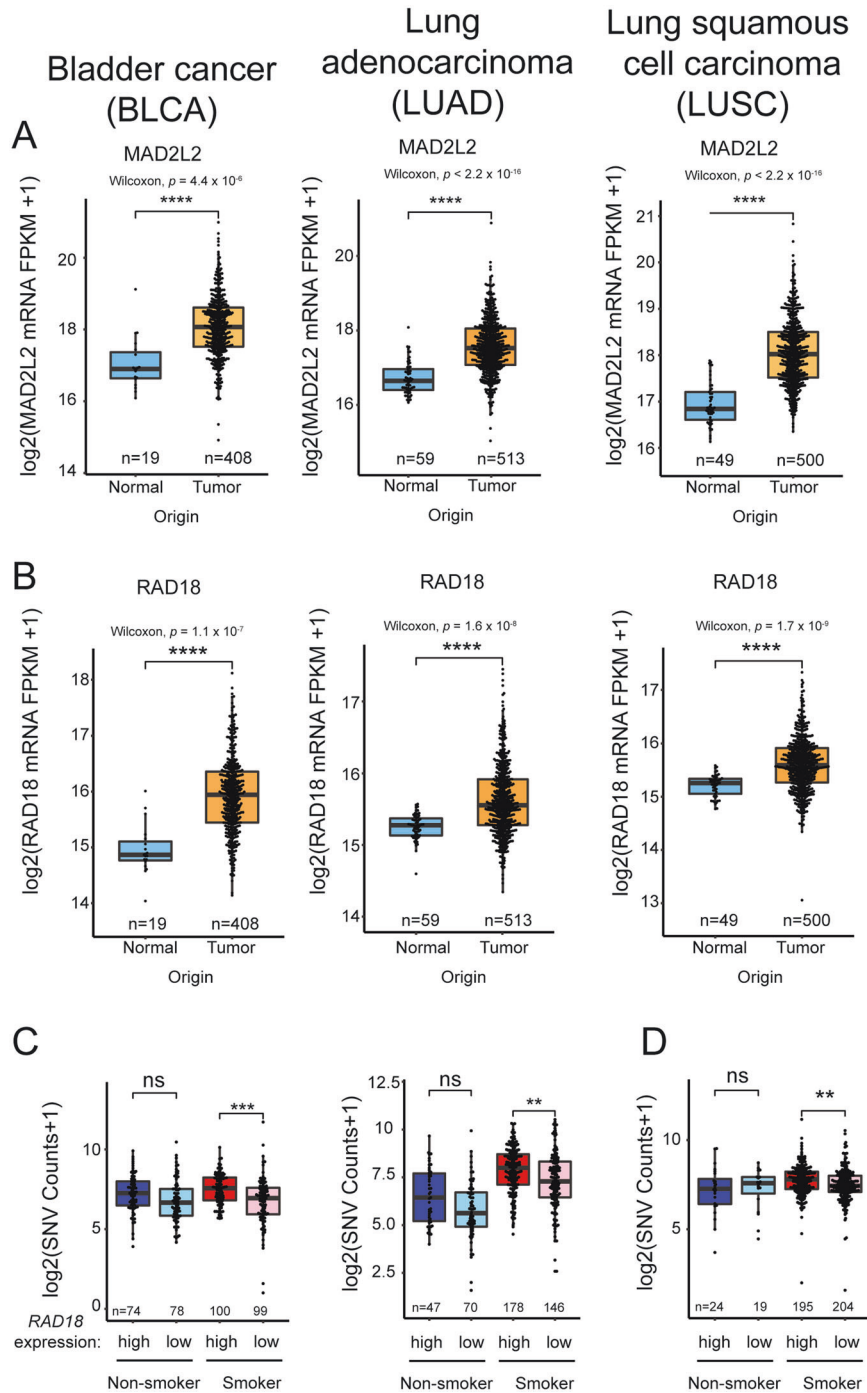 Bladder cancer
(BLCA)
Lung
adenocarcinoma
(LUAD)
Lung squamous
cell carcinoma
(LUSC)
A
MAD2L2
Wilcoxon, p = 4.4 x 10-6
****
log2(MAD2L2 mRNA FPKM +1)
20
18
16
14
n=19
n=408
Normal
Tumor
Origin
MAD2L2
Wilcoxon, p < 2.2 x 10-16
****
log2(MAD2L2 mRNA FPKM +1)
20
18
16
n=59
n=513
Normal
Tumor
Origin
MAD2L2
Wilcoxon, p < 2.2 x 10-16
****
log2(MAD2L2 mRNA FPKM +1)
21
20
19
18
17
16
n=49
n=500
Normal
Tumor
Origin
B
RAD18
Wilcoxon, p = 1.1 x 10-7
****
log2(RAD18 mRNA FPKM +1)
18
17
16
15
14
n=19
n=408
Normal
Tumor
Origin
RAD18
Wilcoxon, p = 1.6 x 10-8
****
log2(RAD18 mRNA FPKM +1)
17
16
15
14
n=59
n=513
Normal
Tumor
Origin
RAD18
Wilcoxon, p = 1.7 x 10-9
****
log2(RAD18 mRNA FPKM +1)
17
16
15
14
13
n=49
n=500
Normal
Tumor
Origin
C
ns
***
log2(SNV Counts+1)
10
5
0
n=74
78
100
99
RAD18
expression:
high
low
high
low
Non-smoker
Smoker
ns
**
log2(SNV Counts+1)
12.5
10.0
7.5
5.0
2.5
n=47
70
178
146
high
low
high
low
Non-smoker
Smoker
D
ns
**
log2(SNV Counts+1)
10
5
n=24
19
195
204
high
low
high
low
Non-smoker
Smoker